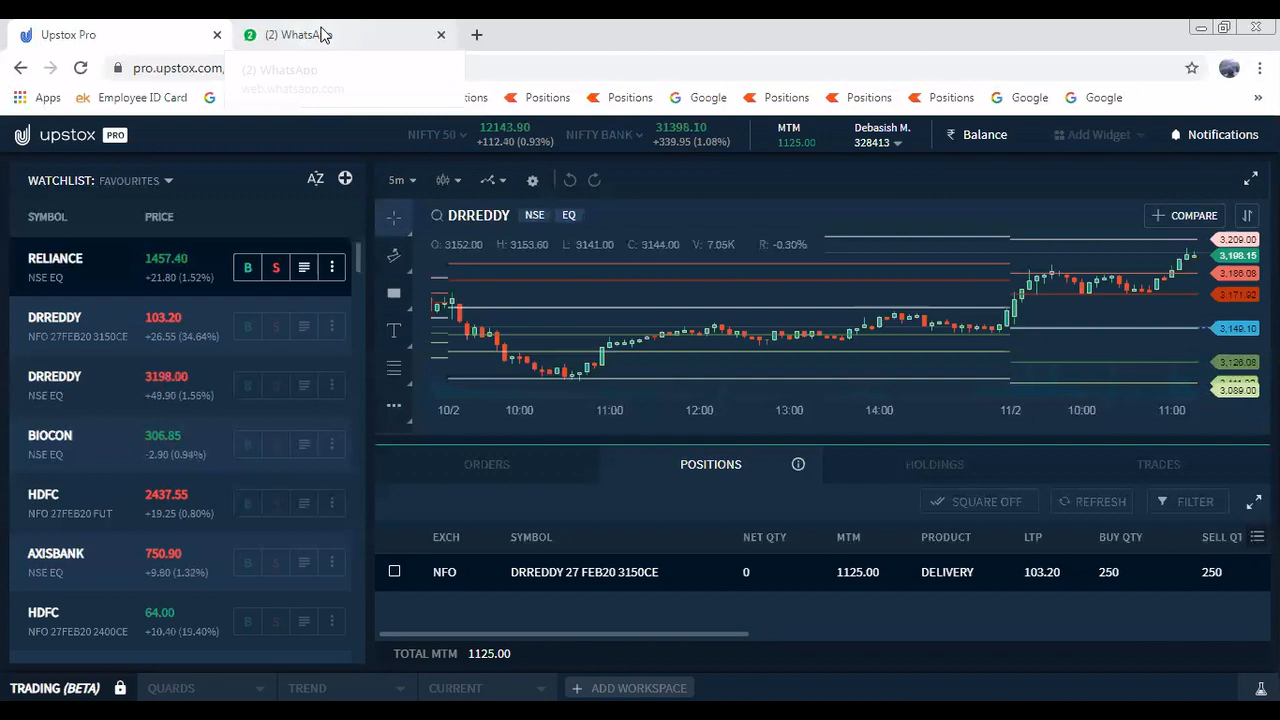 Upstox Pro
2 (2) WhatsApp
pro.upstox.com/
(2) WhatsApp
web.whatsapp.com
Apps
ek Employee ID Card
G
Positions
Positions
Google
Positions
Positions
Positions
Google
Google
»
upstox PRO
NIFTY 50 12143.90 +112.40 (0.93%)
NIFTY BANK 31398.10 +339.95 (1.08%)
MTM 1125.00
Debasish M. 328413
₹ Balance
Add Widget
Notifications
WATCHLIST: FAVOURITES
AZ
SYMBOL PRICE
RELIANCE 1457.40
NSE EQ +21.80 (1.52%)
B S
DRREDDY 103.20
NFO 27FEB20 3150CE +26.55 (34.64%)
B S
DRREDDY 3198.00
NSE EQ +48.90 (1.55%)
B S
BIOCON 306.85
NSE EQ -2.90 (0.94%)
B S
HDFC 2437.55
NFO 27FEB20 FUT +19.25 (0.80%)
B S
AXISBANK 750.90
NSE EQ +9.80 (1.32%)
B S
HDFC 64.00
NFO 27FEB20 2400CE +10.40 (19.40%)
B S
5m
DRREDDY NSE EQ
COMPARE
O: 3152.00 H: 3153.60 L: 3141.00 C: 3144.00 V: 7.05K R: -0.30%
T
3,209.00
3,198.15
3,186.08
3,171.92
3,149.10
3,126.08
3,089.00
10/2 10:00 11:00 12:00 13:00 14:00 11/2 10:00 11:00
ORDERS POSITIONS HOLDINGS TRADES
SQUARE OFF REFRESH FILTER
EXCH SYMBOL NET QTY MTM PRODUCT LTP BUY QTY SELL QT
NFO DRREDDY 27 FEB20 3150CE 0 1125.00 DELIVERY 103.20 250 250
TOTAL MTM 1125.00
TRADING (BETA) QUARDS TREND CURRENT + ADD WORKSPACE